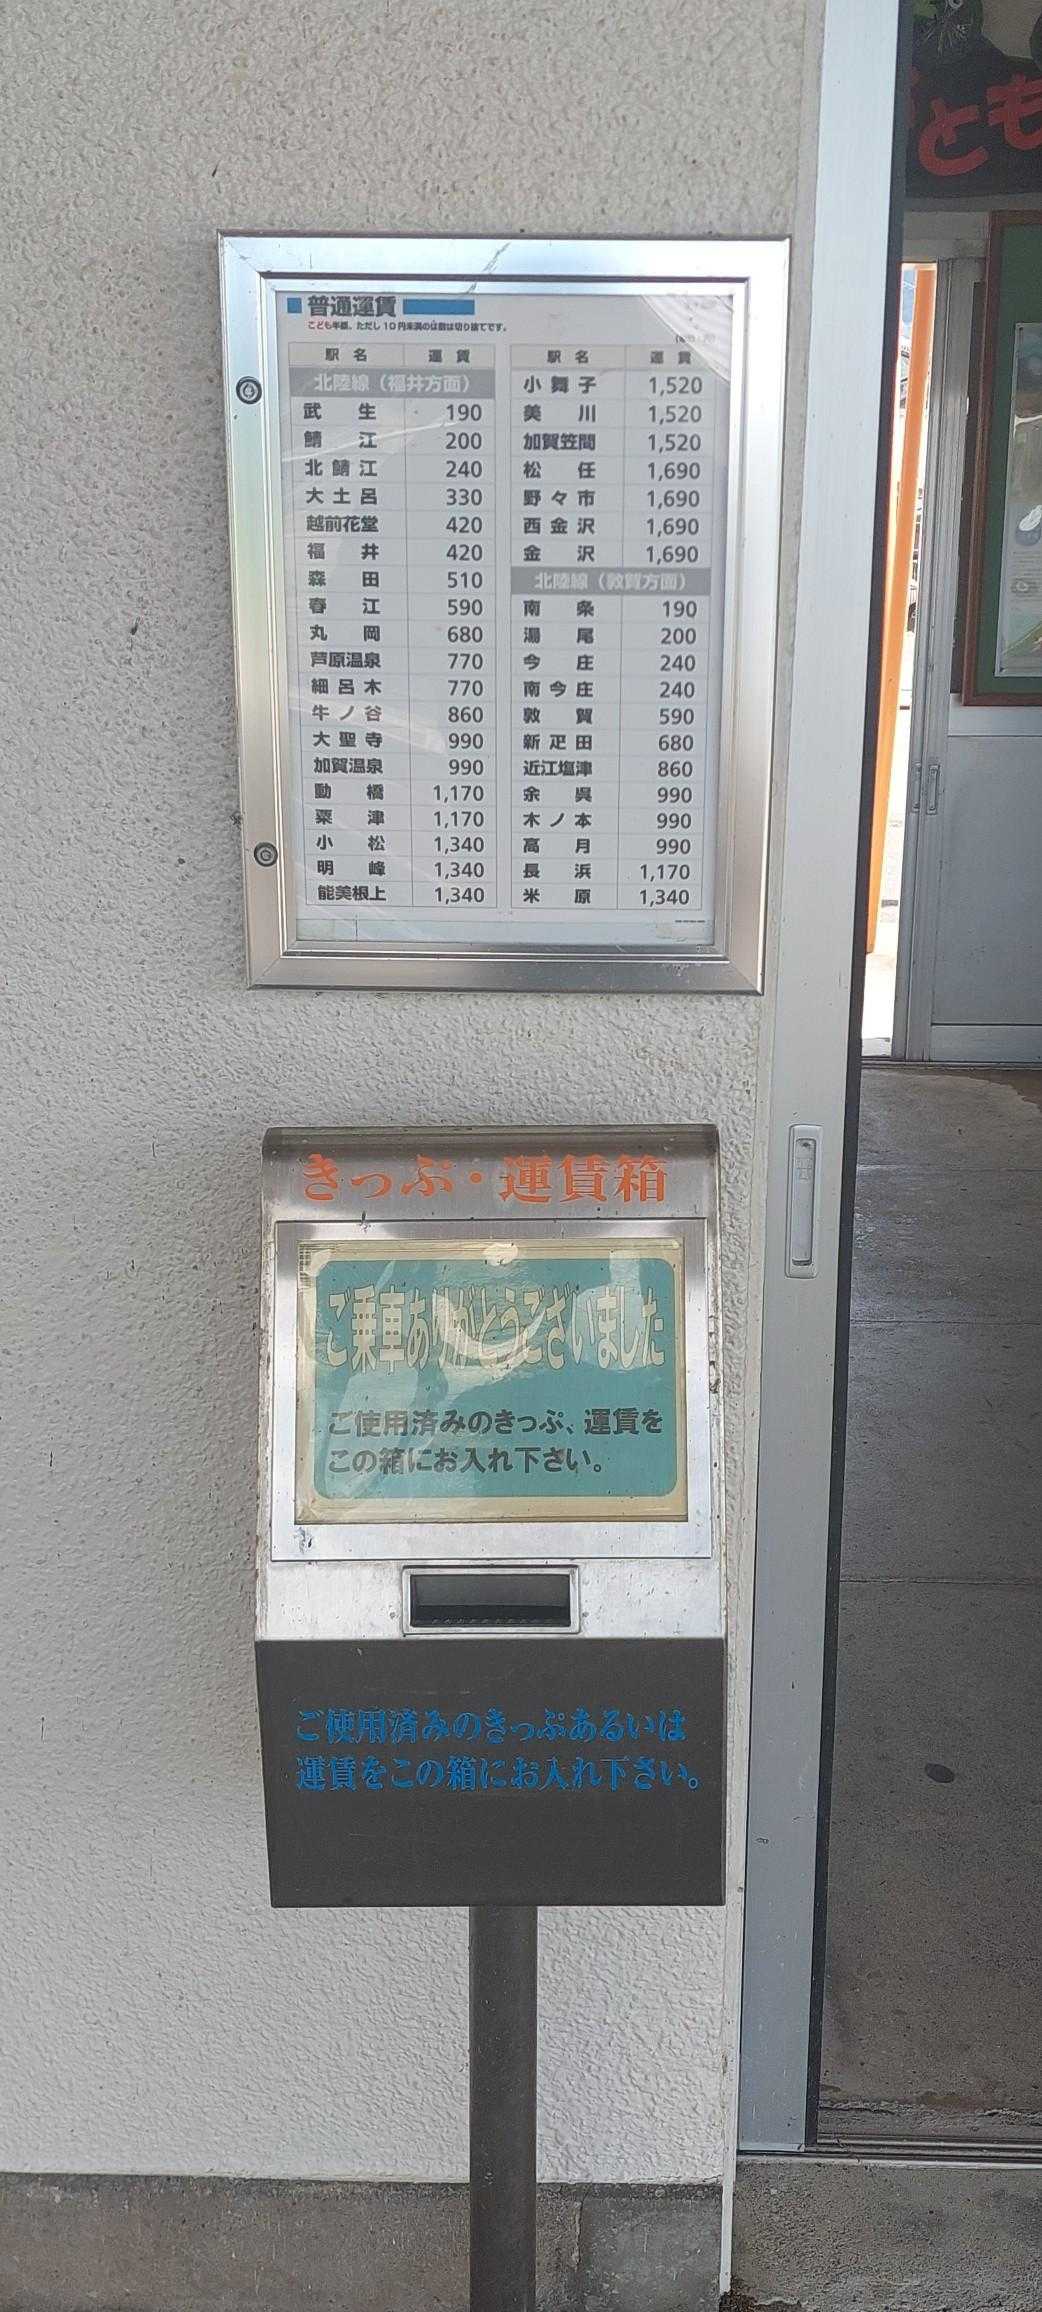 とも
普通運賃
こども半額、ただし10円未満のは数は切り捨てです。
駅名 運賃
北陸線（福井方面）
武生 190
鯖江 200
北鯖江 240
大土呂 330
越前花堂 420
福井 420
森田 510
春江 590
丸岡 680
芦原温泉 770
細呂木 770
牛ノ谷 860
大聖寺 990
加賀温泉 990
動橋 1,170
粟津 1,170
小松 1,340
明峰 1,340
能美根上 1,340
駅名 運賃
小舞子 1,520
美川 1,520
加賀笠間 1,520
松任 1,690
野々市 1,690
西金沢 1,690
金沢 1,690
北陸線（敦賀方面）
南条 190
湯尾 200
今庄 240
南今庄 240
敦賀 590
新疋田 680
近江塩津 860
余呉 990
木ノ本 990
高月 990
長浜 1,170
米原 1,340
きっぷ・運賃箱
ご乗車ありがとうございました
ご使用済みのきっぷ、運賃を
この箱にお入れ下さい。
ご使用済みのきっぷあるいは
運賃をこの箱にお入れ下さい。